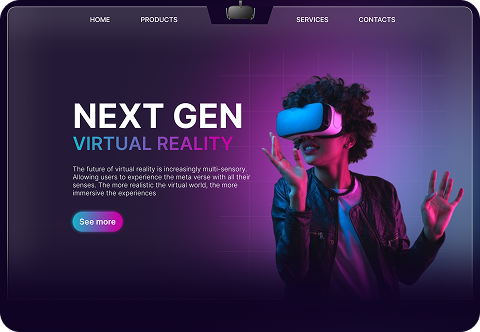 HOME
PRODUCTS
SERVICES
CONTACTS
NEXT GEN
VIRTUAL REALITY
The future of virtual reality is increasingly multi-sensory.
Allowing users to experience the meta verse with all their
senses. The more realistic the virtual world, the more
immersive the experiences
See more